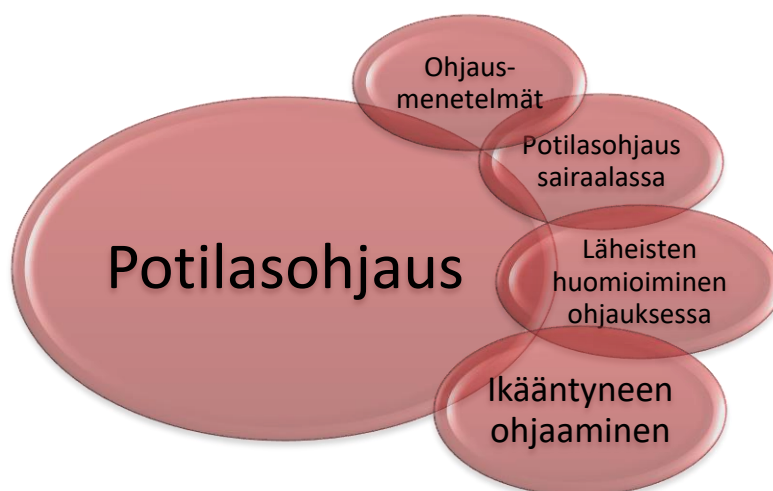 Ohjaus-
menetelmät
Potilasohjaus
sairaalassa
Potilasohjaus
Läheisten
huomioiminen
ohjauksessa
Ikääntyneen
ohjaaminen